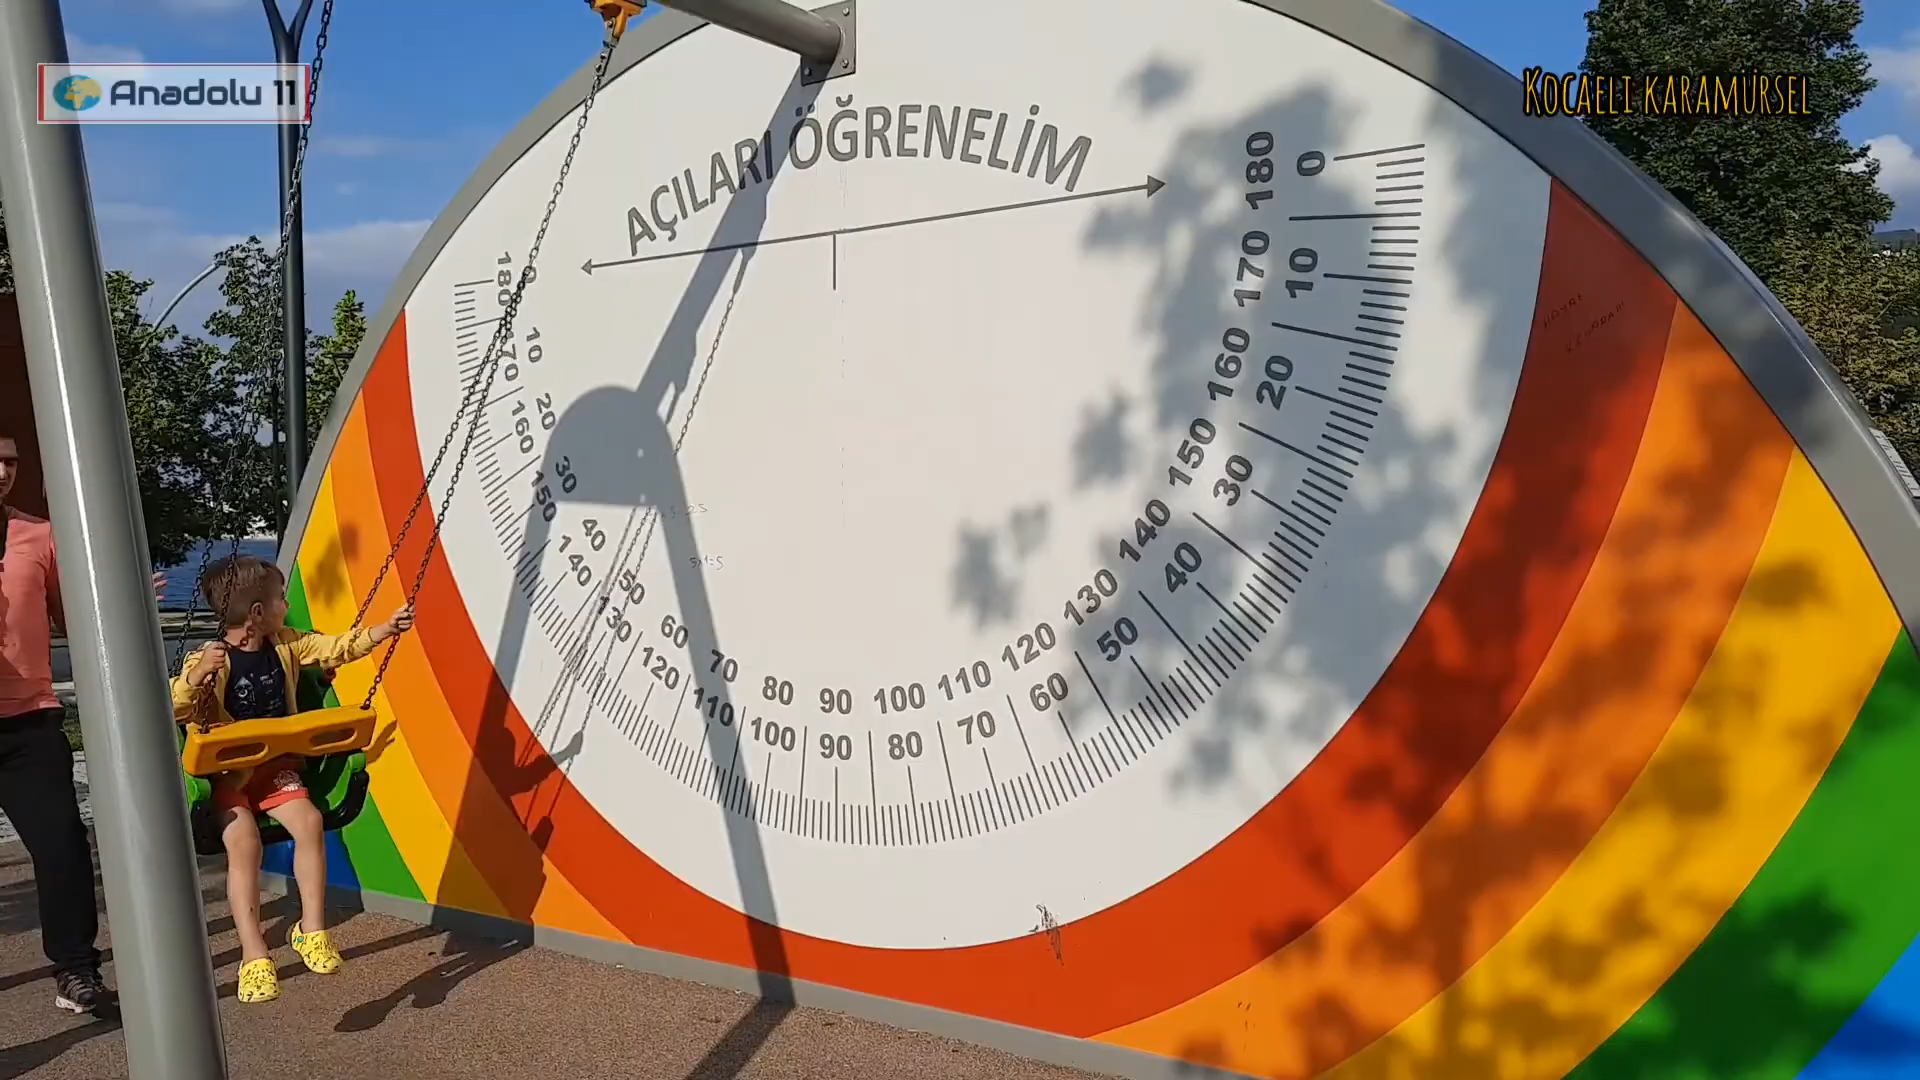 Anadolu 11
KOCAELI KARAMÜRSEL
AÇILARI ÖĞRENELİM
180 170 160 150 140 130 120 110 100 90 80 70 60 50 40 30 20 10 0
0 10 20 30 40 50 60 70 80 90 100 110 120 130 140 150 160 170 180
5x1=5